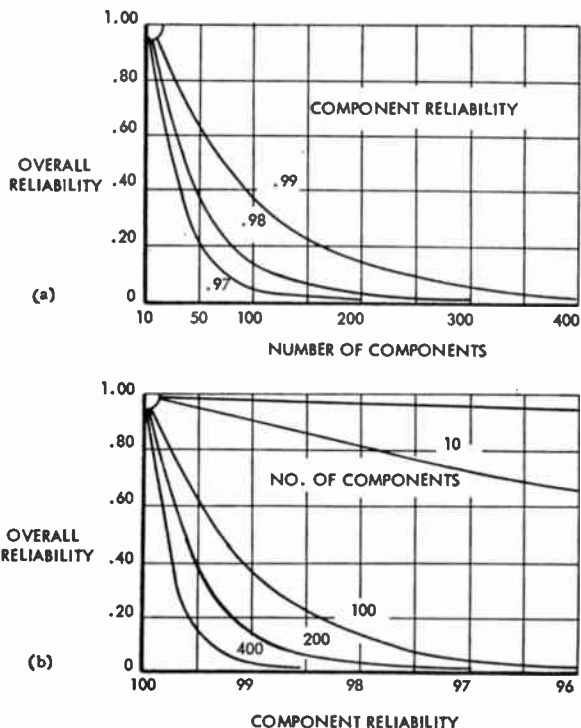 1.00
.80
.60
.40
.20
0
OVERALL
RELIABILITY
COMPONENT RELIABILITY
.99
.98
.97
(a)
10 50 100 200 300 400
NUMBER OF COMPONENTS
1.00
.80
.60
.40
.20
0
OVERALL
RELIABILITY
10
NO. OF COMPONENTS
100
200
400
(b)
100 99 98 97 96
COMPONENT RELIABILITY